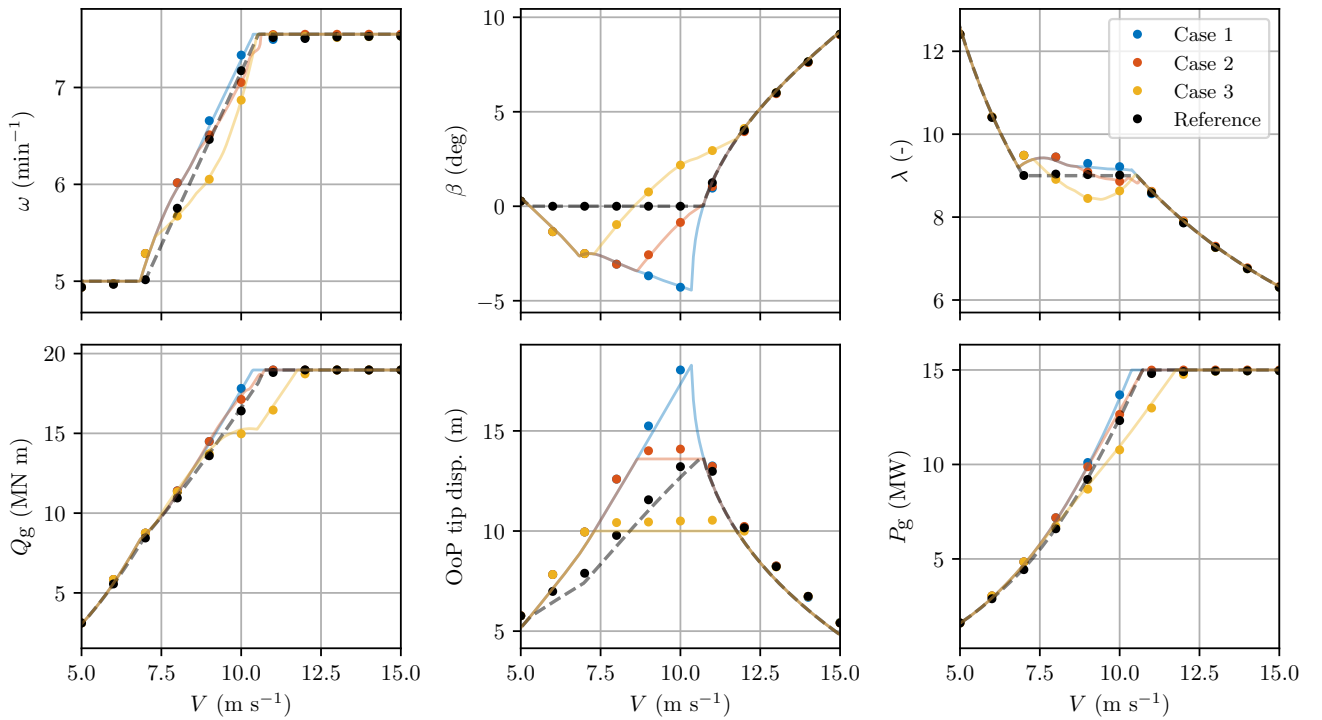 7
6
5
ω (min⁻¹)
10
5
0
−5
β (deg)
12
10
8
6
λ (-)
Case 1
Case 2
Case 3
Reference
20
15
10
5
Q_g (MN m)
5.0 7.5 10.0 12.5 15.0
V (m s⁻¹)
15
10
5
OoP tip disp. (m)
5.0 7.5 10.0 12.5 15.0
V (m s⁻¹)
15
10
5
P_g (MW)
5.0 7.5 10.0 12.5 15.0
V (m s⁻¹)